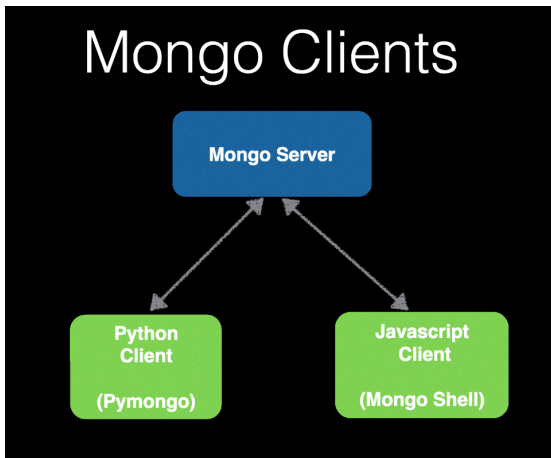 Mongo Clients
Mongo Server
Python
Client
(Pymongo)
Javascript
Client
(Mongo Shell)